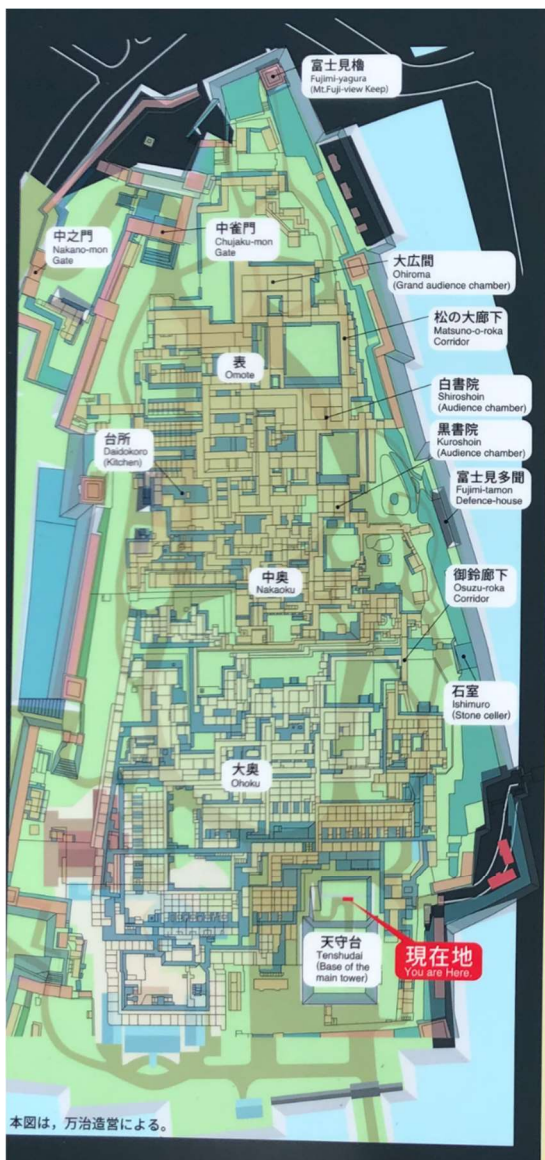 富士見櫓
Fujimi-yagura
(Mt.Fuji-view Keep)
中之門
Nakano-mon
Gate
中雀門
Chujaku-mon
Gate
大広間
Ohiroma
(Grand audience chamber)
松の大廊下
Matsuno-o-roka
Corridor
表
Omote
白書院
Shiroshoin
(Audience chamber)
黒書院
Kuroshoin
(Audience chamber)
台所
Daidokoro
(Kitchen)
富士見多聞
Fujimi-tamon
Defence-house
中奥
Nakaoku
御鈴廊下
Osuzu-roka
Corridor
石室
Ishimuro
(Stone celler)
大奥
Ohoku
天守台
Tenshudai
(Base of the
main tower)
現在地
You are Here.
本図は，万治造営による。